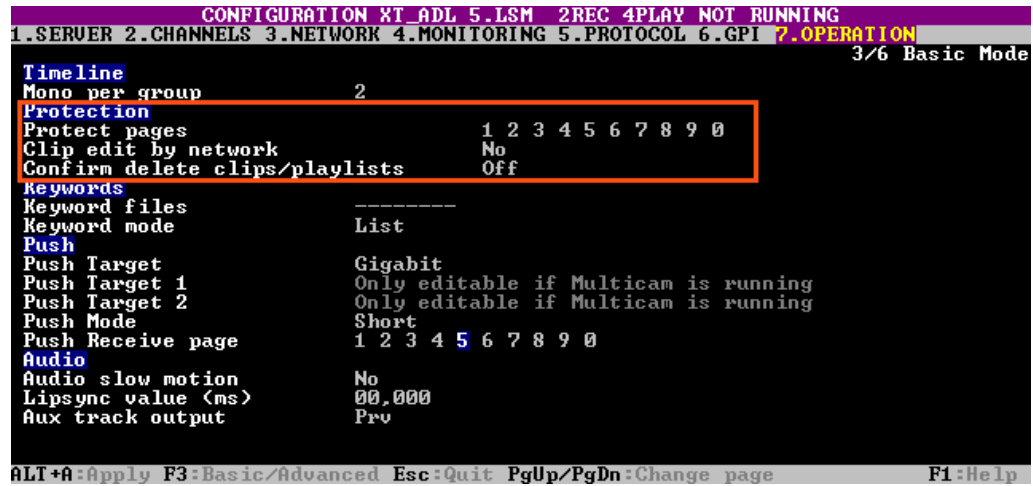 CONFIGURATION XT_ADL 5.LSM 2REC 4PLAY NOT RUNNING
1.SERVER 2.CHANNELS 3.NETWORK 4.MONITORING 5.PROTOCOL 6.GPI 7.OPERATION
3/6 Basic Mode
Timeline
Mono per group 2
Protection
Protect pages 1 2 3 4 5 6 7 8 9 0
Clip edit by network No
Confirm delete clips/playlists Off
Keywords
Keyword files --------
Keyword mode List
Push
Push Target Gigabit
Push Target 1 Only editable if Multicam is running
Push Target 2 Only editable if Multicam is running
Push Mode Short
Push Receive page 1 2 3 4 5 6 7 8 9 0
Audio
Audio slow motion No
Lipsync value (ms) 00,000
Aux track output Prv
ALT+A:Apply F3:Basic/Advanced Esc:Quit PgUp/PgDn:Change page F1:Help